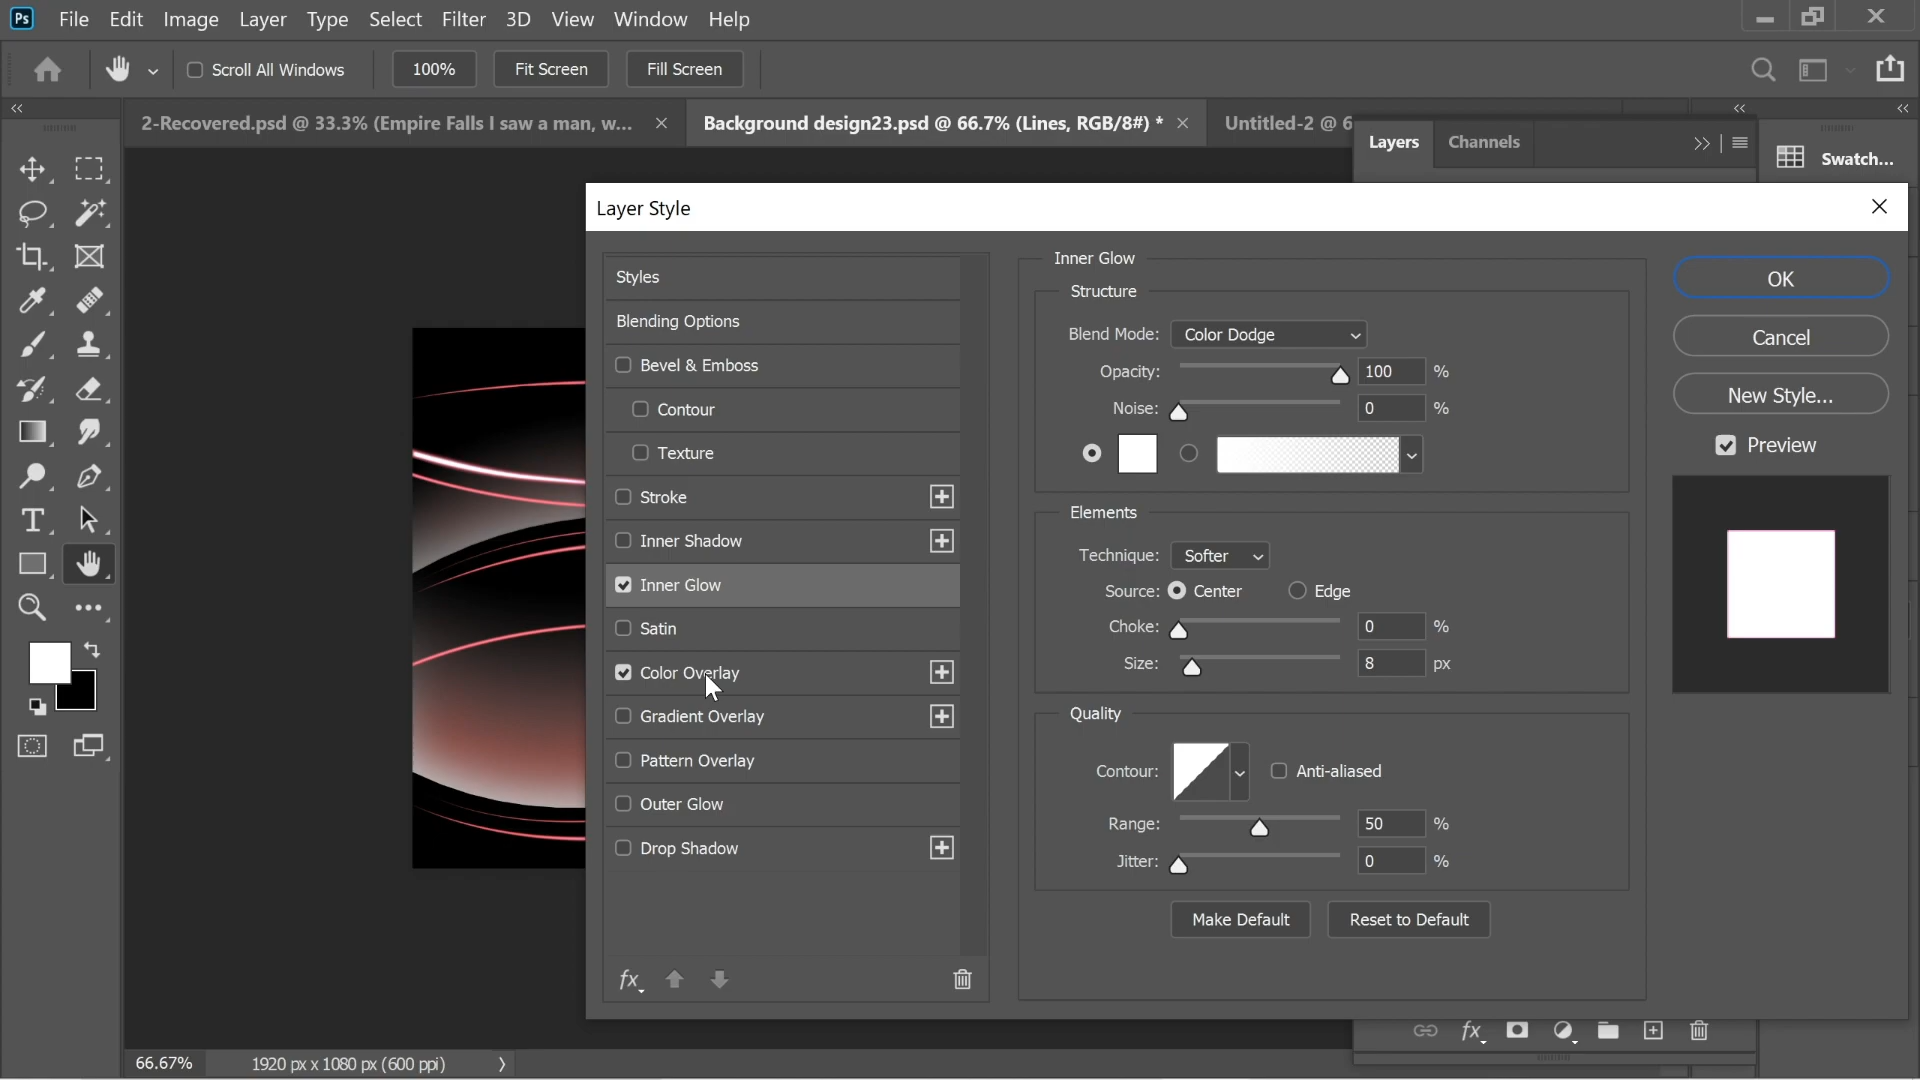 Ps File Edit Image Layer Type Select Filter 3D View Window Help
Scroll All Windows 100% Fit Screen Fill Screen
2-Recovered.psd @ 33.3% (Empire Falls I saw a man, w... Background design23.psd @ 66.7% (Lines, RGB/8#) * Untitled-2 @ 6
Layers Channels
Swatch...
Layer Style
Styles
Blending Options
Bevel & Emboss
Contour
Texture
Stroke
Inner Shadow
Inner Glow
Satin
Color Overlay
Gradient Overlay
Pattern Overlay
Outer Glow
Drop Shadow
fx
Inner Glow
Structure
Blend Mode: Color Dodge
Opacity: 100 %
Noise: 0 %
Elements
Technique: Softer
Source: Center Edge
Choke: 0 %
Size: 8 px
Quality
Contour: Anti-aliased
Range: 50 %
Jitter: 0 %
Make Default Reset to Default
OK
Cancel
New Style...
Preview
fx
66.67% 1920 px x 1080 px (600 ppi)